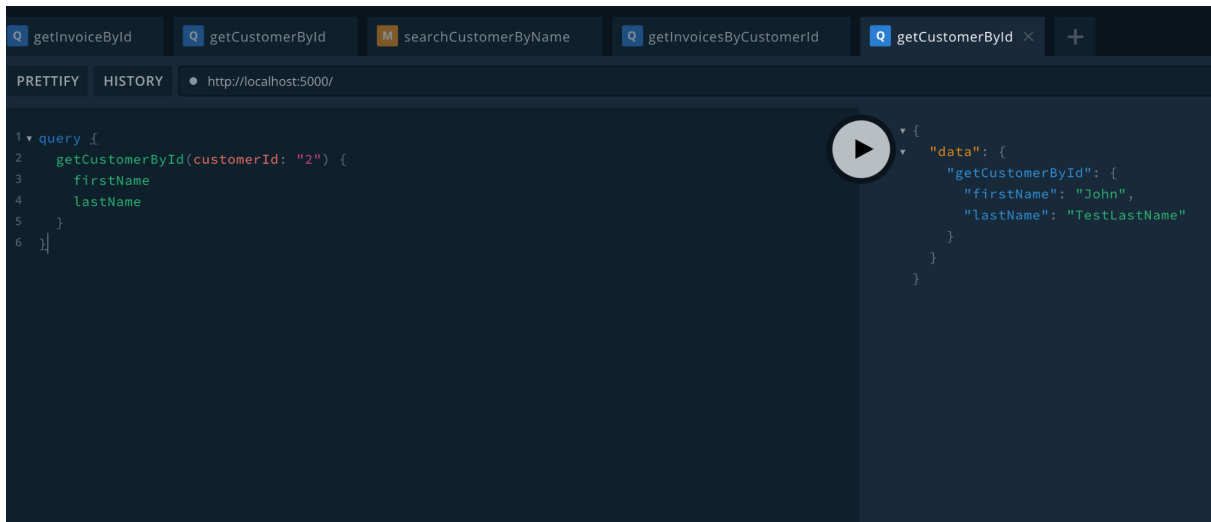 Q getInvoiceById Q getCustomerById M searchCustomerByName Q getInvoicesByCustomerId Q getCustomerById × +
PRETTIFY HISTORY http://localhost:5000/
1 query {
2 getCustomerById(customerId: "2") {
3 firstName
4 lastName
5 }
6 }
{
"data": {
"getCustomerById": {
"firstName": "John",
"lastName": "TestLastName"
}
}
}